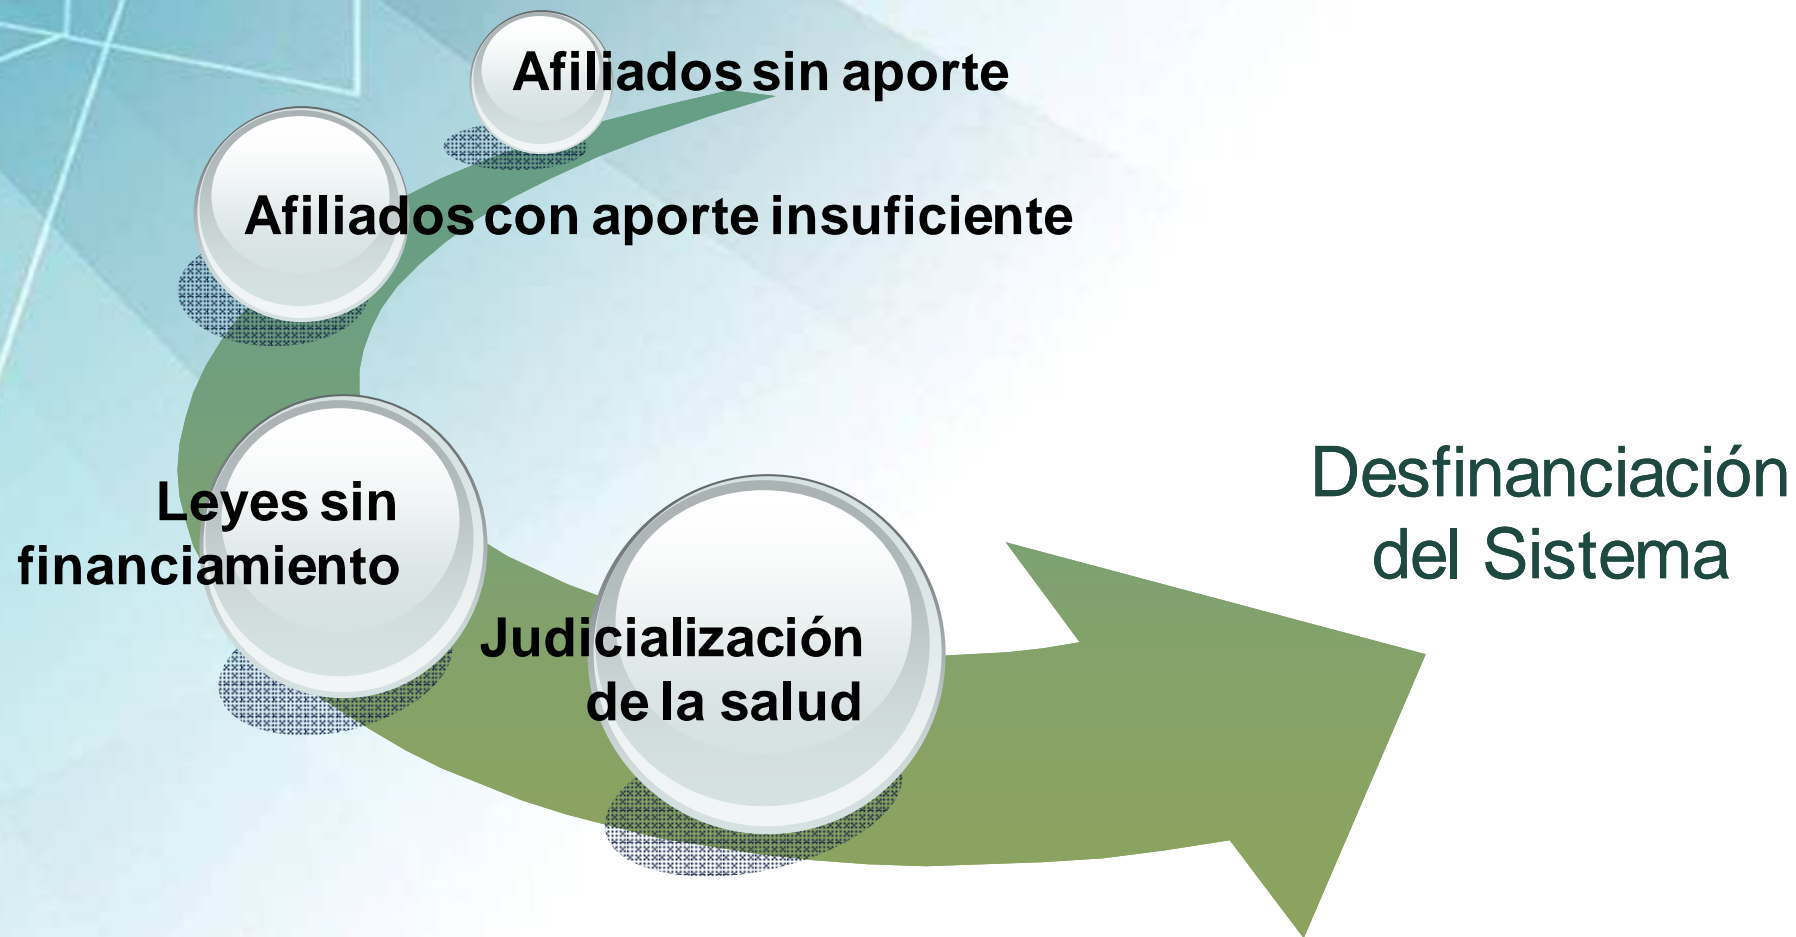 Afiliados sin aporte
Afiliados con aporte insuficiente
Leyes sin
financiamiento
Judicialización
de la salud
Desfinanciación
del Sistema